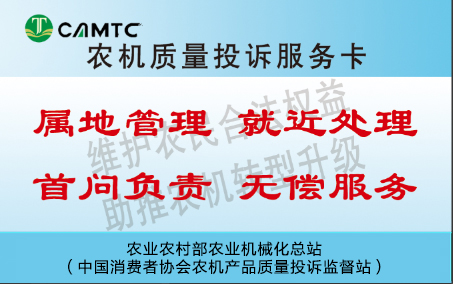 CAMTC
农机质量投诉服务卡
维护农民合法权益
属地管理 就近处理
助推农机转型升级
首问负责 无偿服务
农业农村部农业机械化总站
（中国消费者协会农机产品质量投诉监督站）